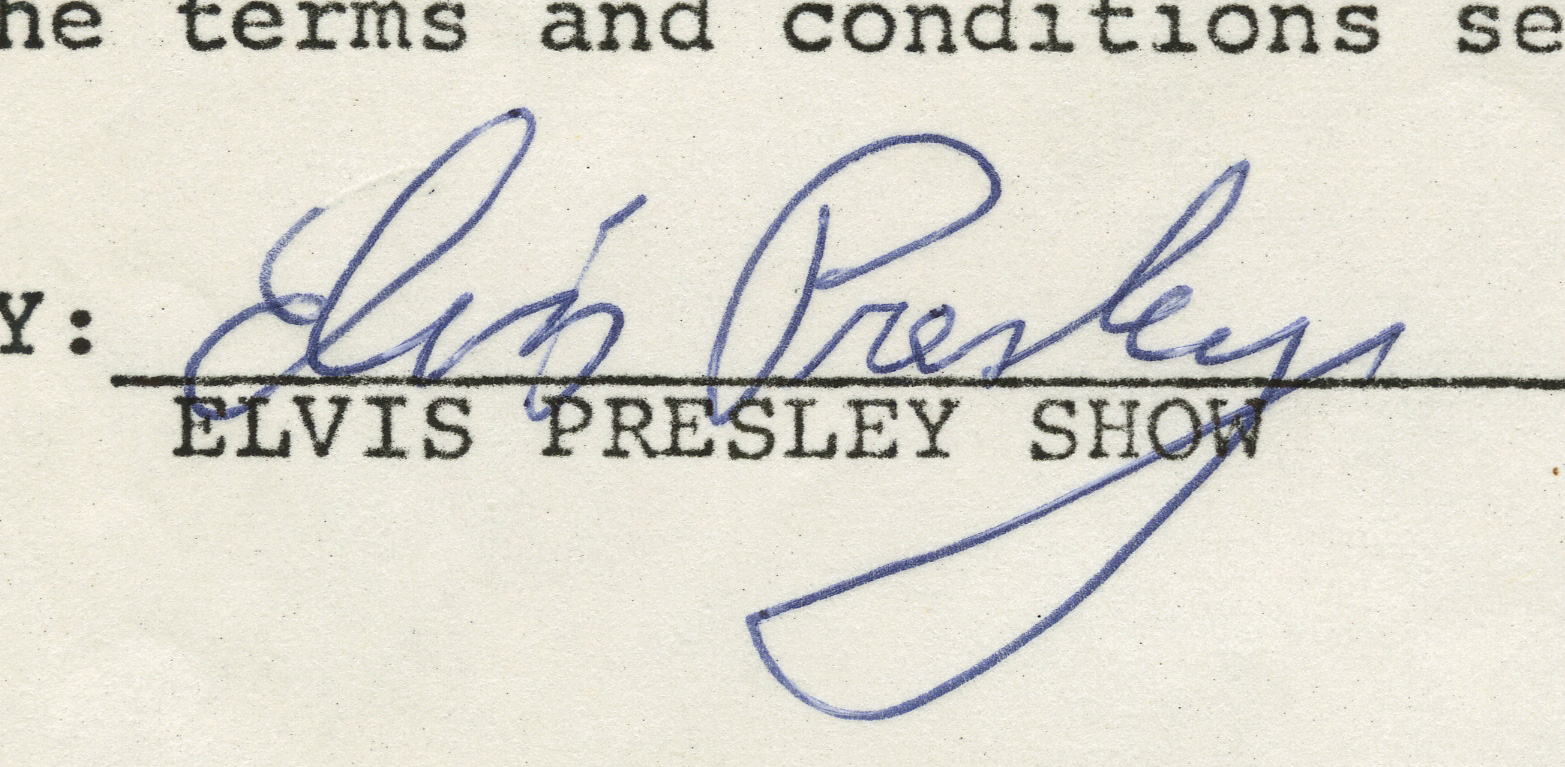 he terms and conditions se
Y: Elvis Presley
ELVIS PRESLEY SHOW